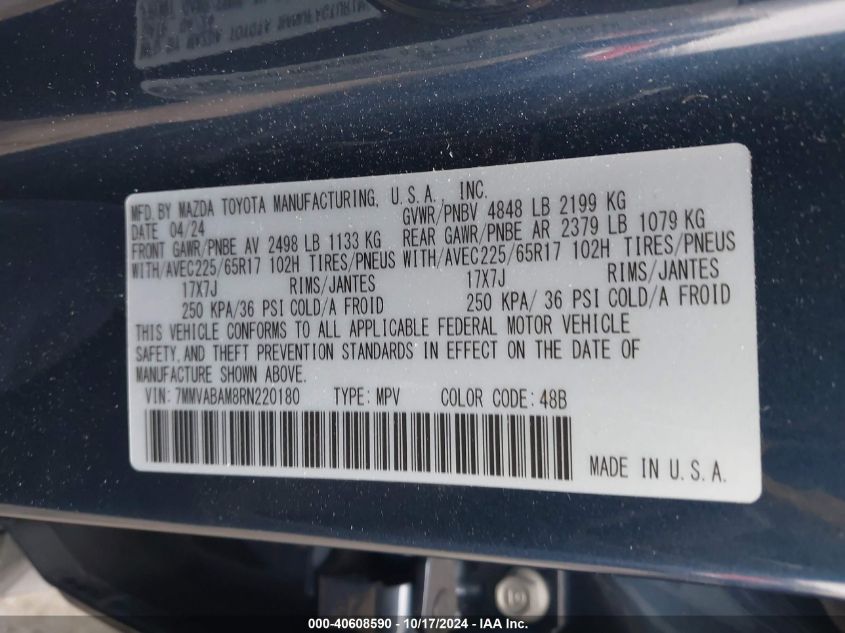 MFD. BY MAZDA TOYOTA MANUFACTURING, U.S.A., INC.
DATE 04/24 GVWR/PNBV 4848 LB 2199 KG
FRONT GAWR/PNBE AV 2498 LB 1133 KG REAR GAWR/PNBE AR 2379 LB 1079 KG
WITH/AVEC225/65R17 102H TIRES/PNEUS WITH/AVEC225/65R17 102H TIRES/PNEUS
17X7J RIMS/JANTES 17X7J RIMS/JANTES
250 KPA/36 PSI COLD/A FROID 250 KPA/ 36 PSI COLD/A FROID
THIS VEHICLE CONFORMS TO ALL APPLICABLE FEDERAL MOTOR VEHICLE
SAFETY, AND THEFT PREVENTION STANDARDS IN EFFECT ON THE DATE OF
MANUFACTURE SHOWN ABOVE.
VIN: 7MMVABAM8RN220180 TYPE: MPV COLOR CODE: 48B
MADE IN U.S.A.
000-40608590 - 10/17/2024 - IAAI Inc.